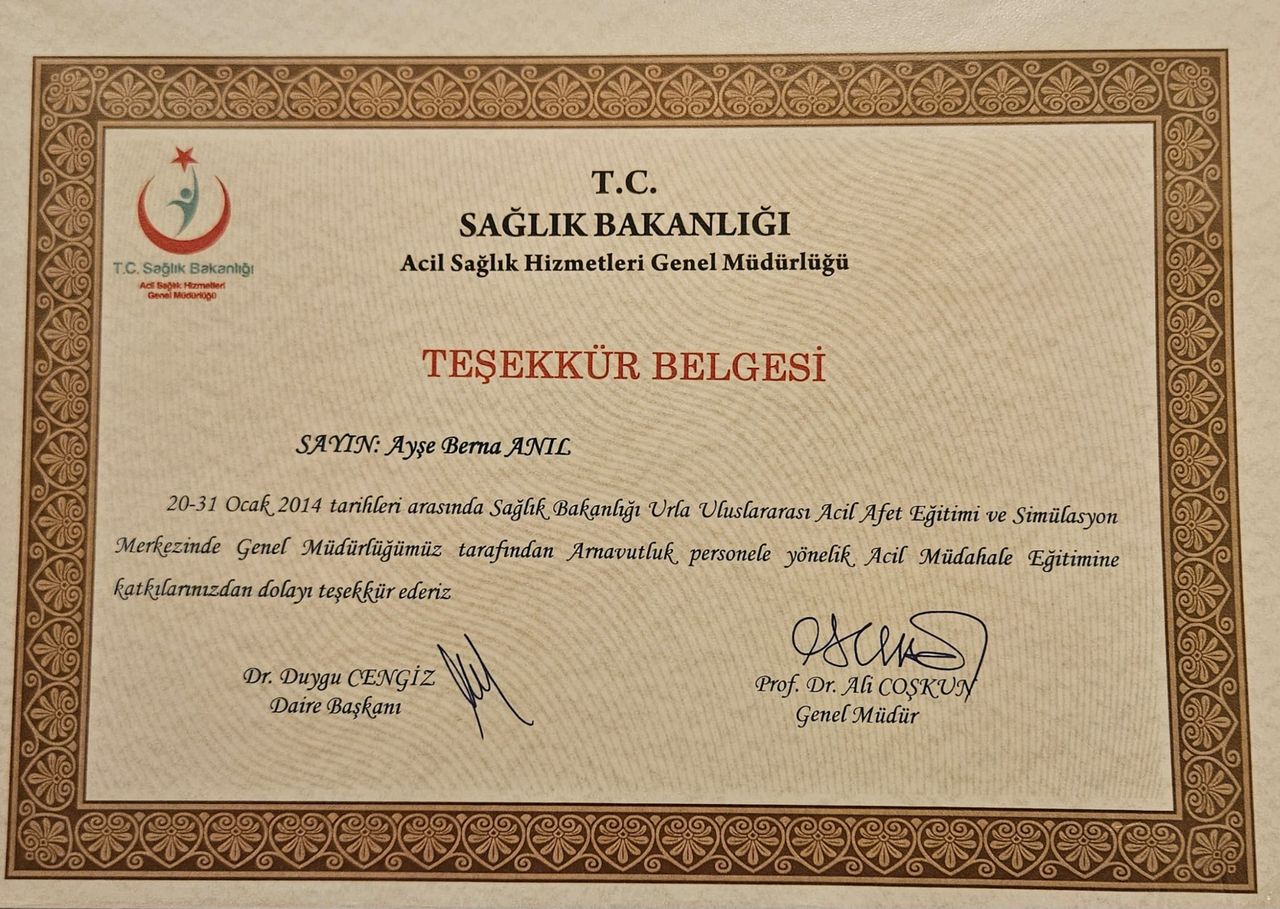 T.C.
SAĞLIK BAKANLIĞI
Acil Sağlık Hizmetleri Genel Müdürlüğü
T.C. Sağlık Bakanlığı
Acil Sağlık Hizmetleri
Genel Müdürlüğü
TEŞEKKÜR BELGESİ
SAYIN: Ayşe Berna ANIL
20-31 Ocak 2014 tarihleri arasında Sağlık Bakanlığı Urla Uluslararası Acil Afet Eğitimi ve Simülasyon
Merkezinde Genel Müdürlüğümüz tarafından Arnavutluk personele yönelik Acil Müdahale Eğitimine
katkılarınızdan dolayı teşekkür ederiz
Dr. Duygu CENGİZ
Daire Başkanı
Prof. Dr. Ali COŞKUN
Genel Müdür